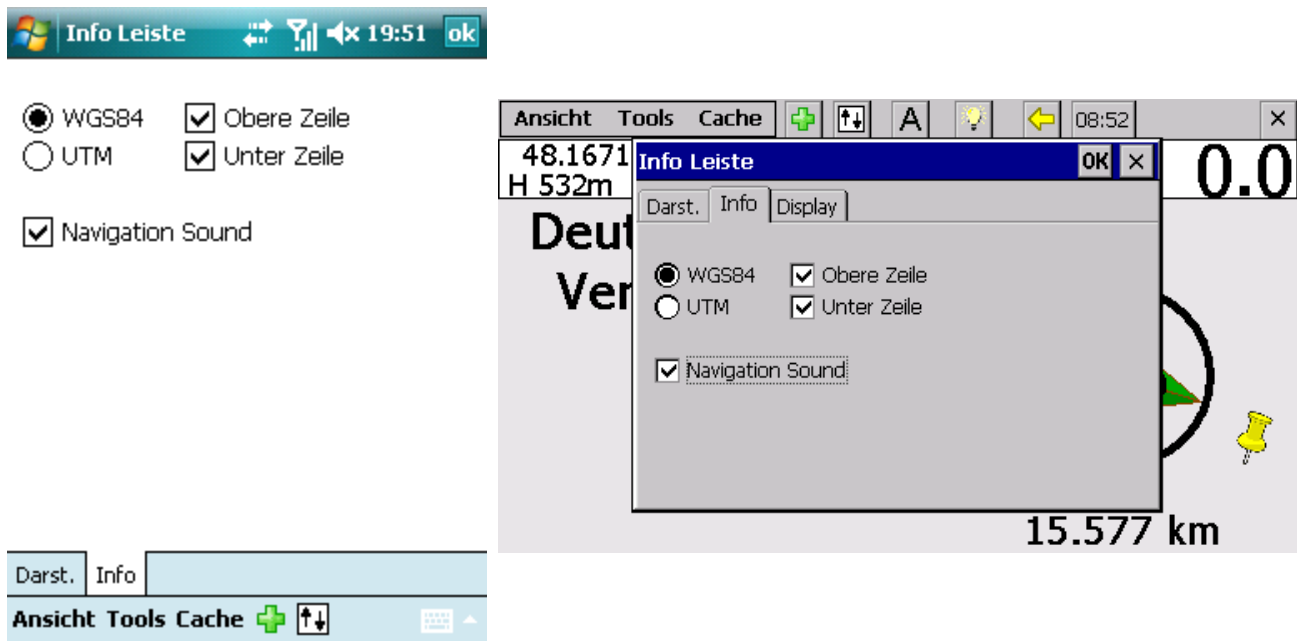 Info Leiste 19:51 ok
WGS84 Obere Zeile
UTM Unter Zeile
Navigation Sound
Darst. Info
Ansicht Tools Cache
Ansicht Tools Cache A 08:52
48.1671
H 532m
0.0
Info Leiste OK
Darst. Info Display
WGS84 Obere Zeile
UTM Unter Zeile
Navigation Sound
15.577 km